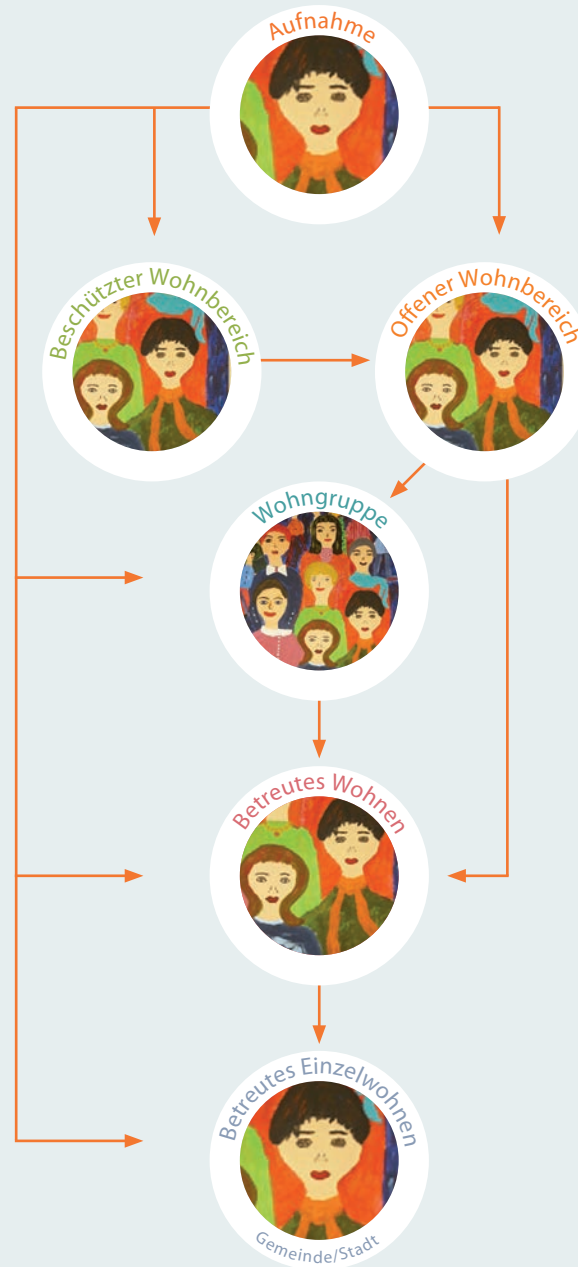 Aufnahme
Beschützter Wohnbereich
Offener Wohnbereich
Wohngruppe
Betreutes Wohnen
Betreutes Einzelwohnen
Gemeinde/Stadt